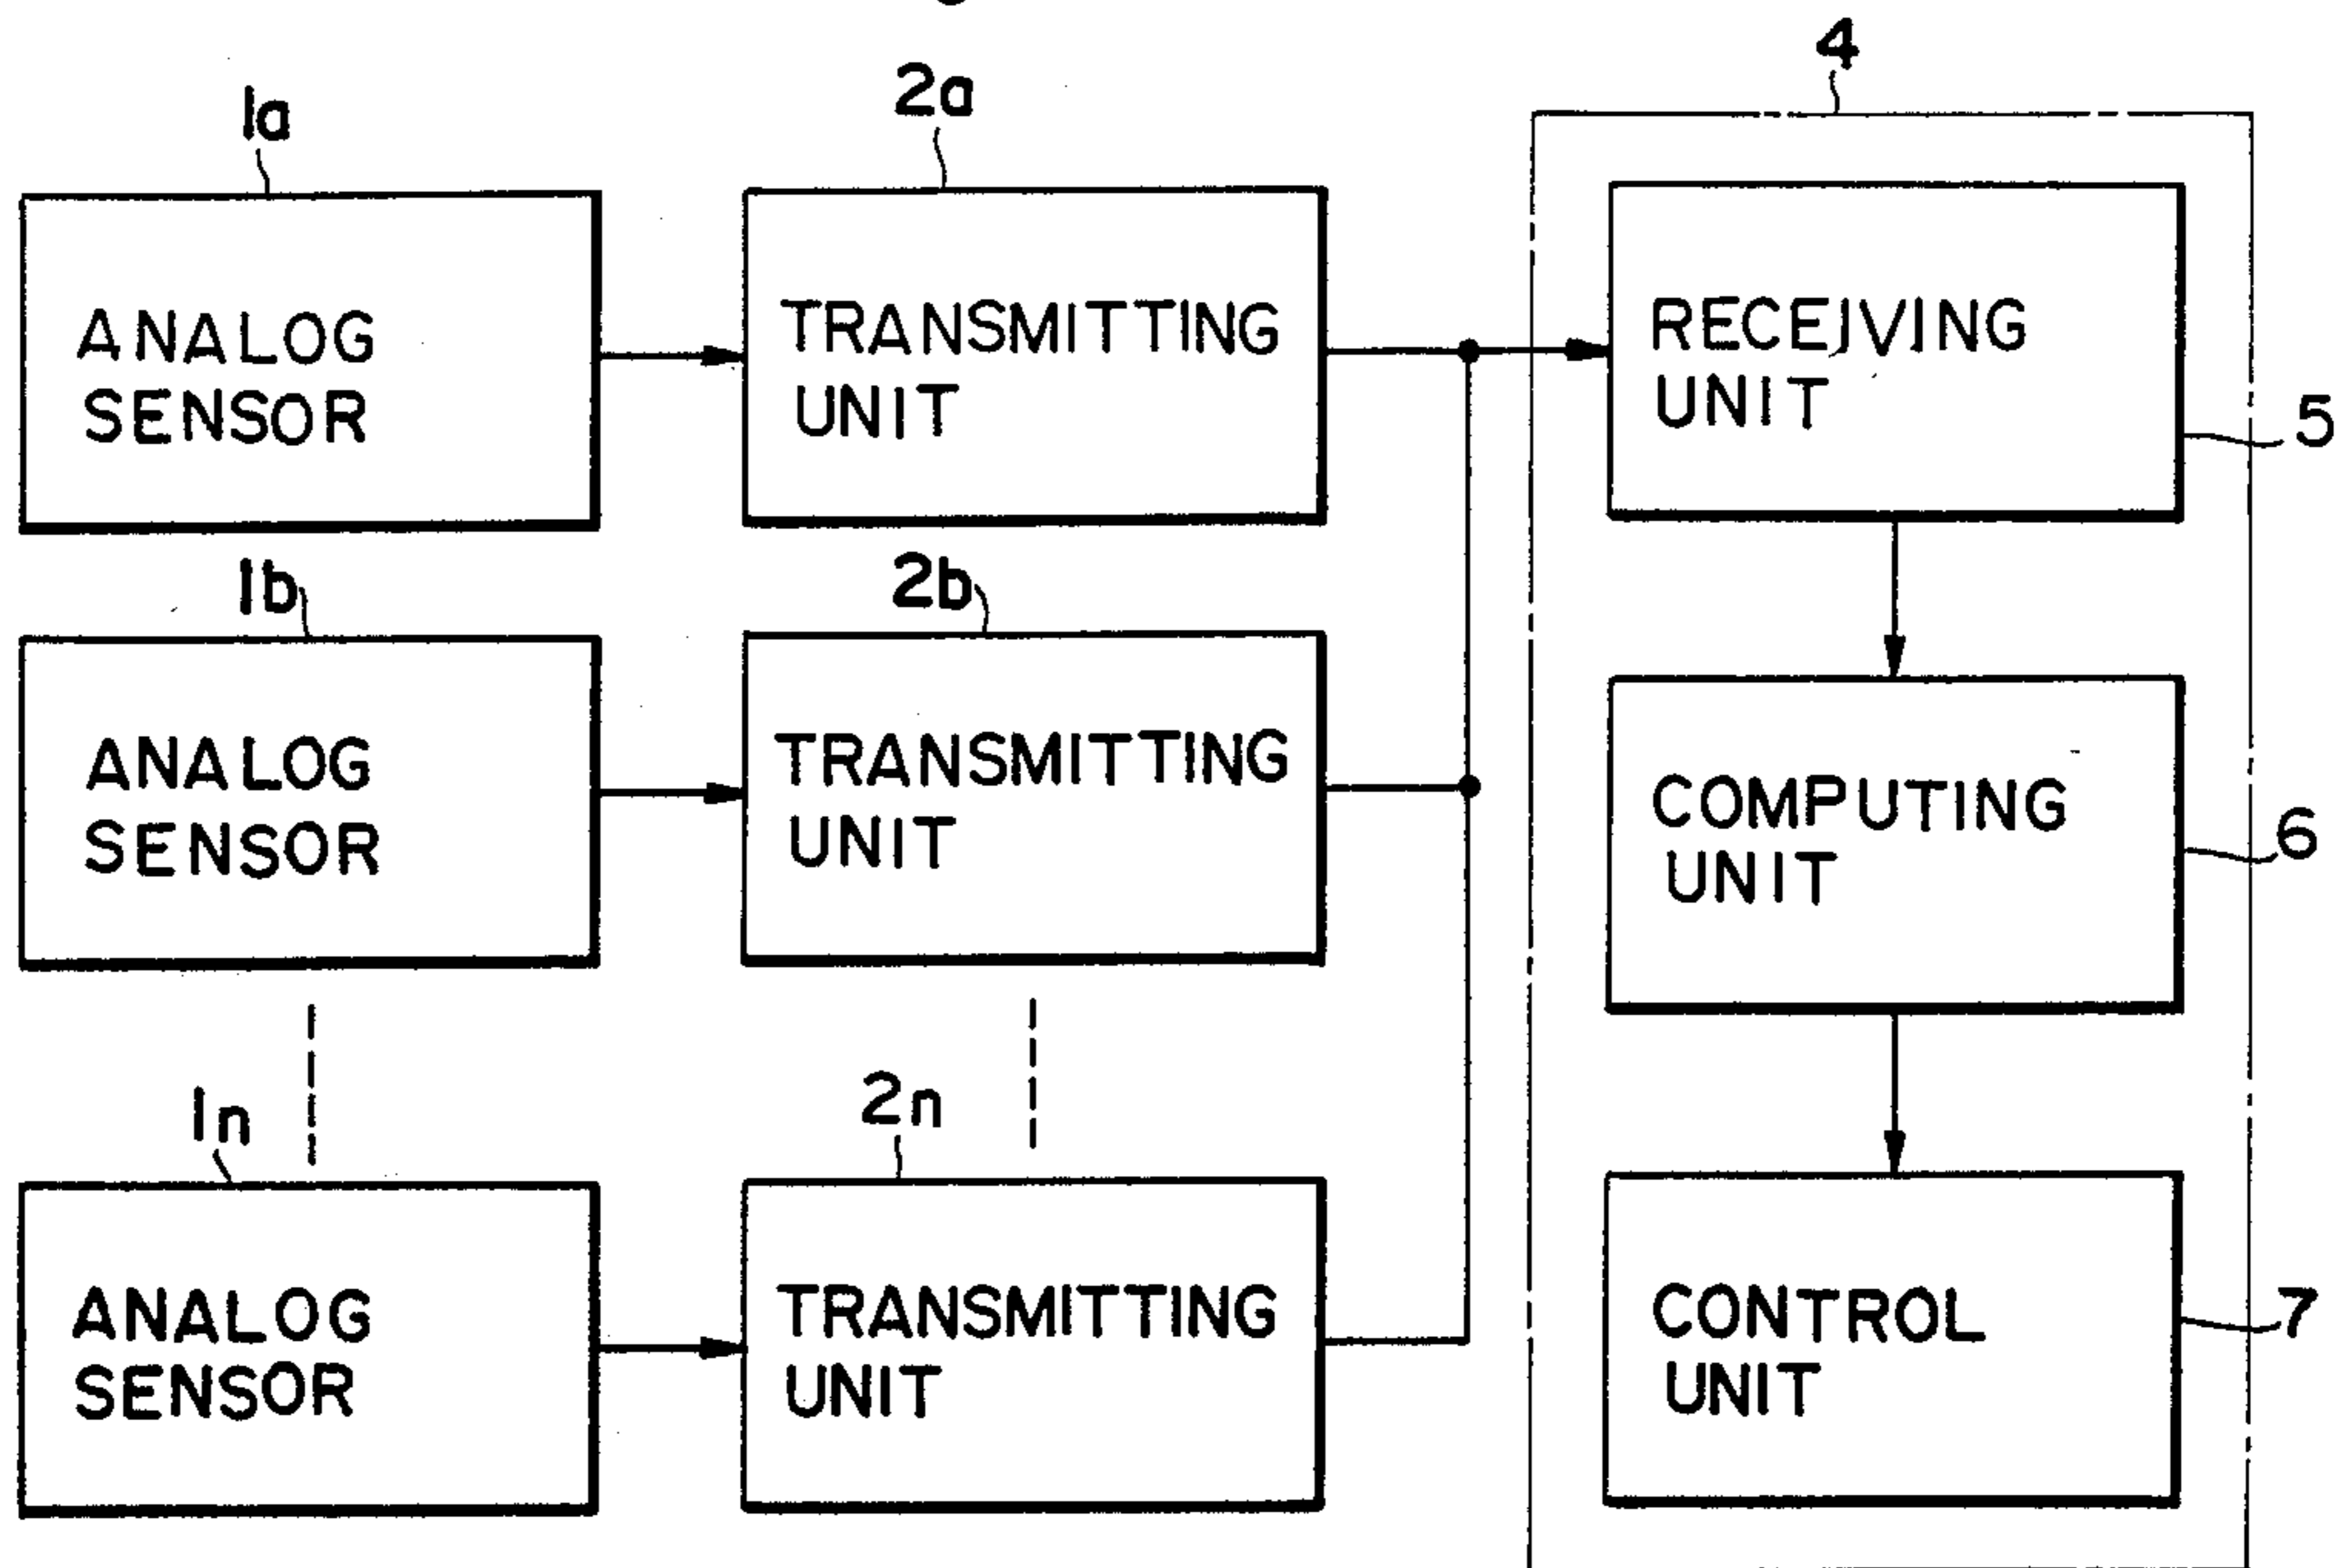 4
2a
1a
ANALOG
SENSOR
TRANSMITTING
UNIT
RECEIVING
UNIT
5
1b
2b
ANALOG
SENSOR
TRANSMITTING
UNIT
COMPUTING
UNIT
6
1n
2n
ANALOG
SENSOR
TRANSMITTING
UNIT
CONTROL
UNIT
7